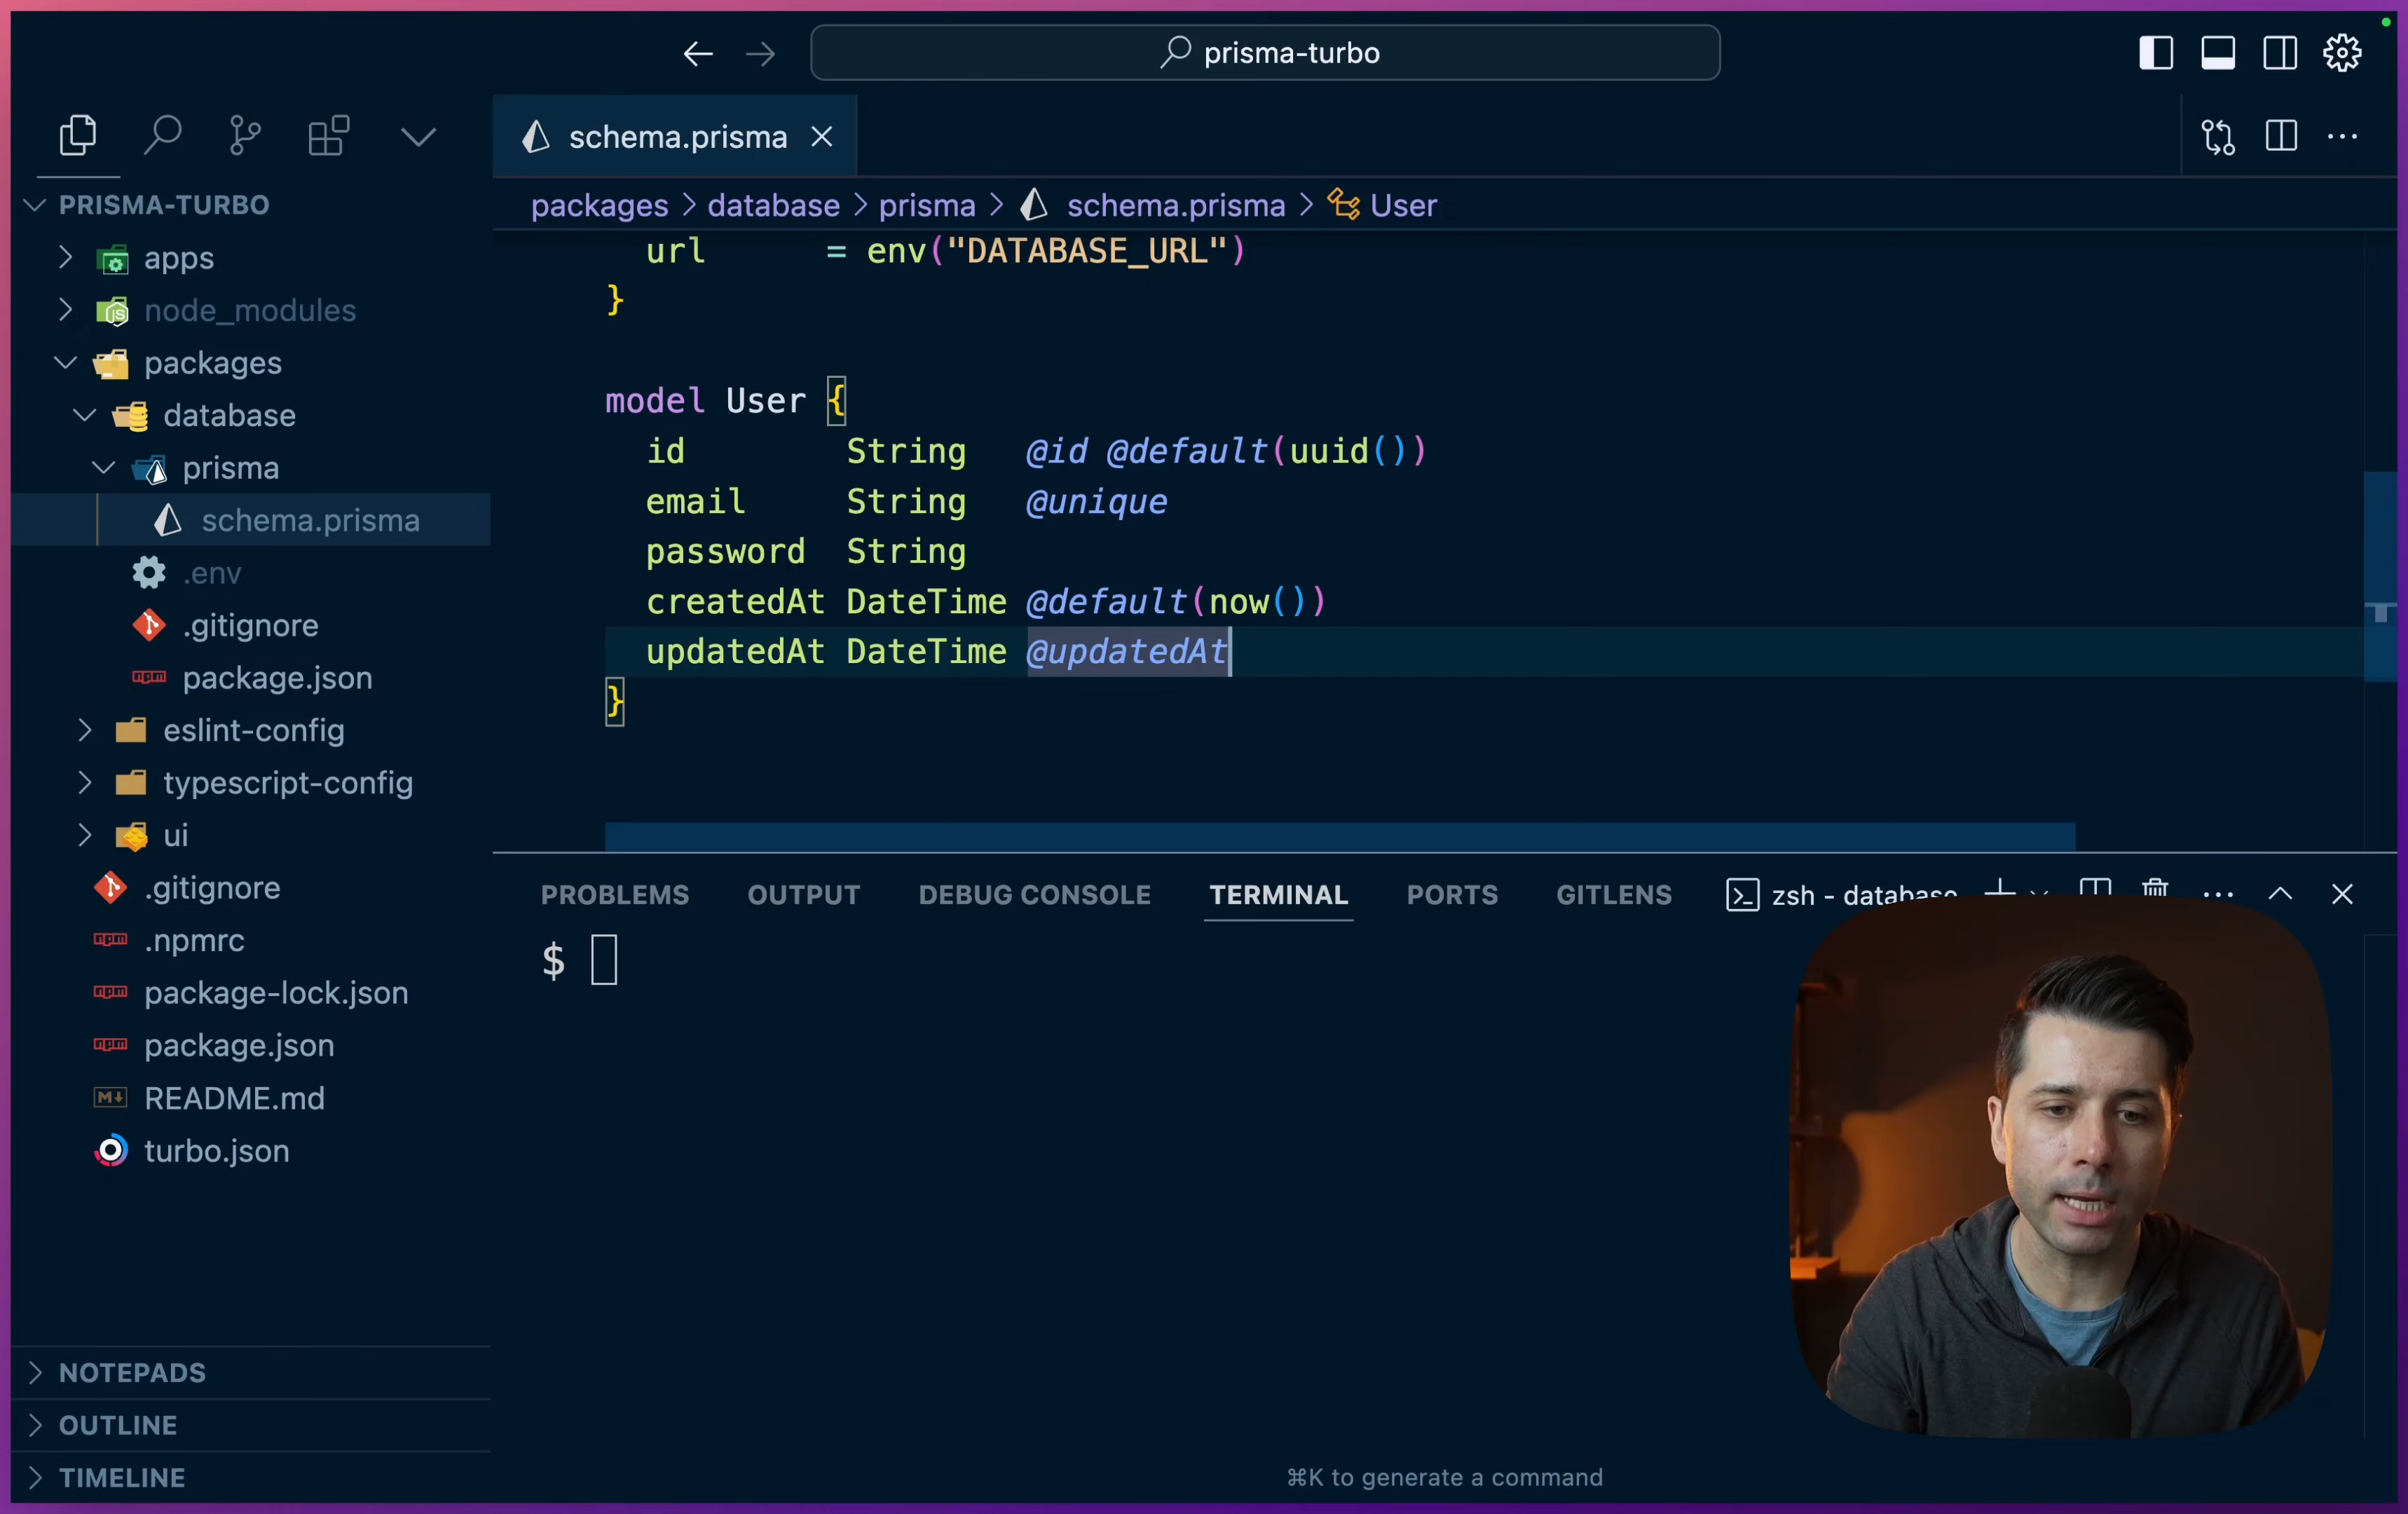 prisma-turbo
schema.prisma
packages > database > prisma > schema.prisma > User
PRISMA-TURBO
apps
node_modules
packages
database
prisma
schema.prisma
.env
.gitignore
package.json
eslint-config
typescript-config
ui
.gitignore
.npmrc
package-lock.json
package.json
README.md
turbo.json
NOTEPADS
OUTLINE
TIMELINE
url = env("DATABASE_URL")
}
model User {
id String @id @default(uuid())
email String @unique
password String
createdAt DateTime @default(now())
updatedAt DateTime @updatedAt
}
PROBLEMS OUTPUT DEBUG CONSOLE TERMINAL PORTS GITLENS zsh - database
$
⌘K to generate a command